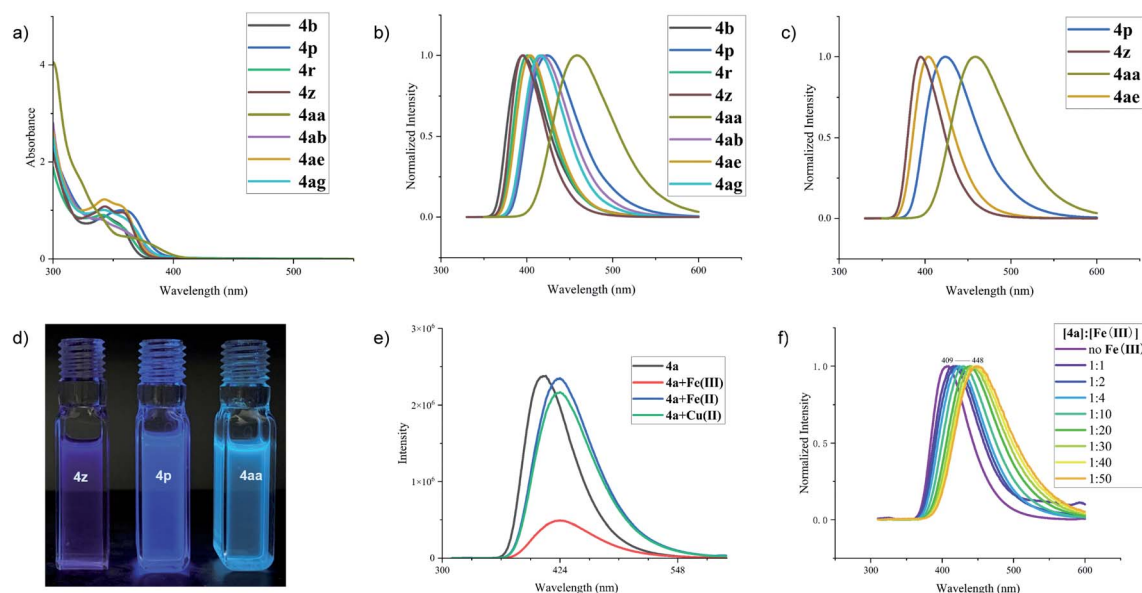 a)
4b
4p
4r
4z
4aa
4ab
4ae
4ag
Absorbance
4
2
0
300
400
500
Wavelength (nm)
b)
4b
4p
4r
4z
4aa
4ab
4ae
4ag
Normalized Intensity
1.0
0.5
0.0
400
500
600
Wavelength (nm)
c)
4p
4z
4aa
4ae
Normalized Intensity
1.0
0.5
0.0
300
400
500
600
Wavelength (nm)
d)
4z
4p
4aa
e)
4a
4a+Fe(III)
4a+Fe(II)
4a+Cu(II)
Intensity
3×10⁶
2×10⁶
1×10⁶
0
300
424
548
Wavelength (nm)
f)
[4a]:[Fe(III)]
no Fe(III)
1:1
1:2
1:4
1:10
1:20
1:30
1:40
1:50
409
448
Normalized Intensity
1.0
0.5
0.0
300
400
500
600
Wavelength (nm)